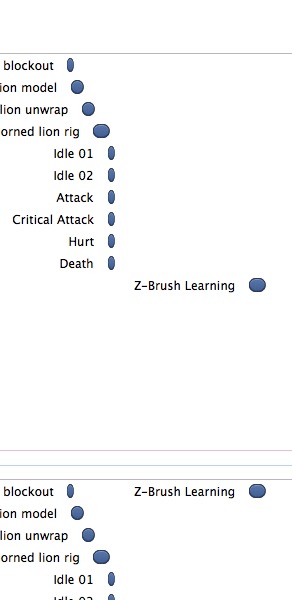 blockout
ion model
lion unwrap
orned lion rig
Idle 01
Idle 02
Attack
Critical Attack
Hurt
Death
Z-Brush Learning
blockout Z-Brush Learning
ion model
lion unwrap
orned lion rig
Idle 01
Idle 02